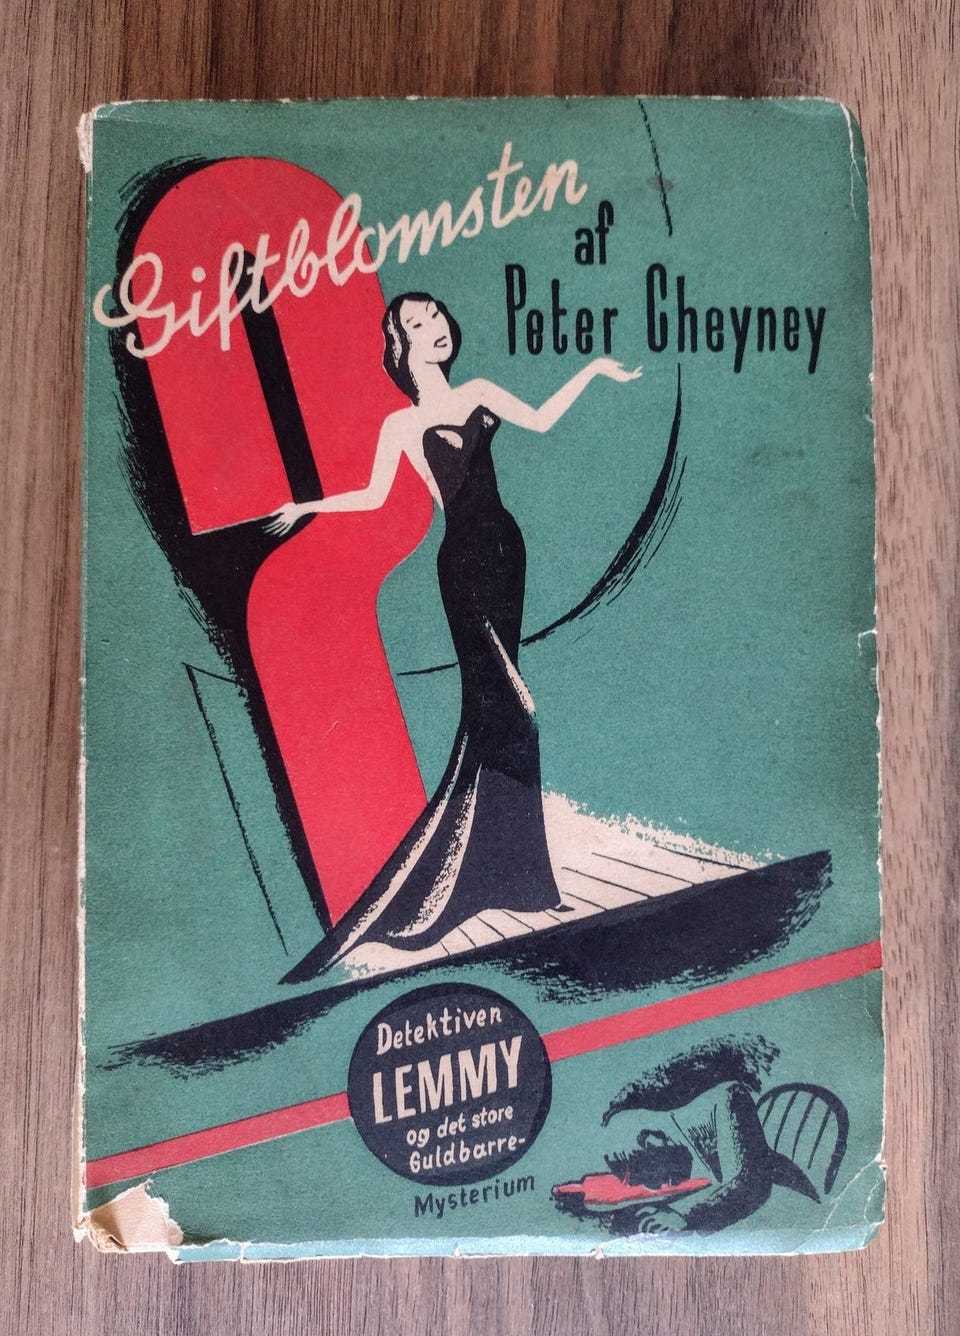 Giftblomsten
af
Peter Cheyney
Detektiven
LEMMY
og det store
Guldbarre-
Mysterium